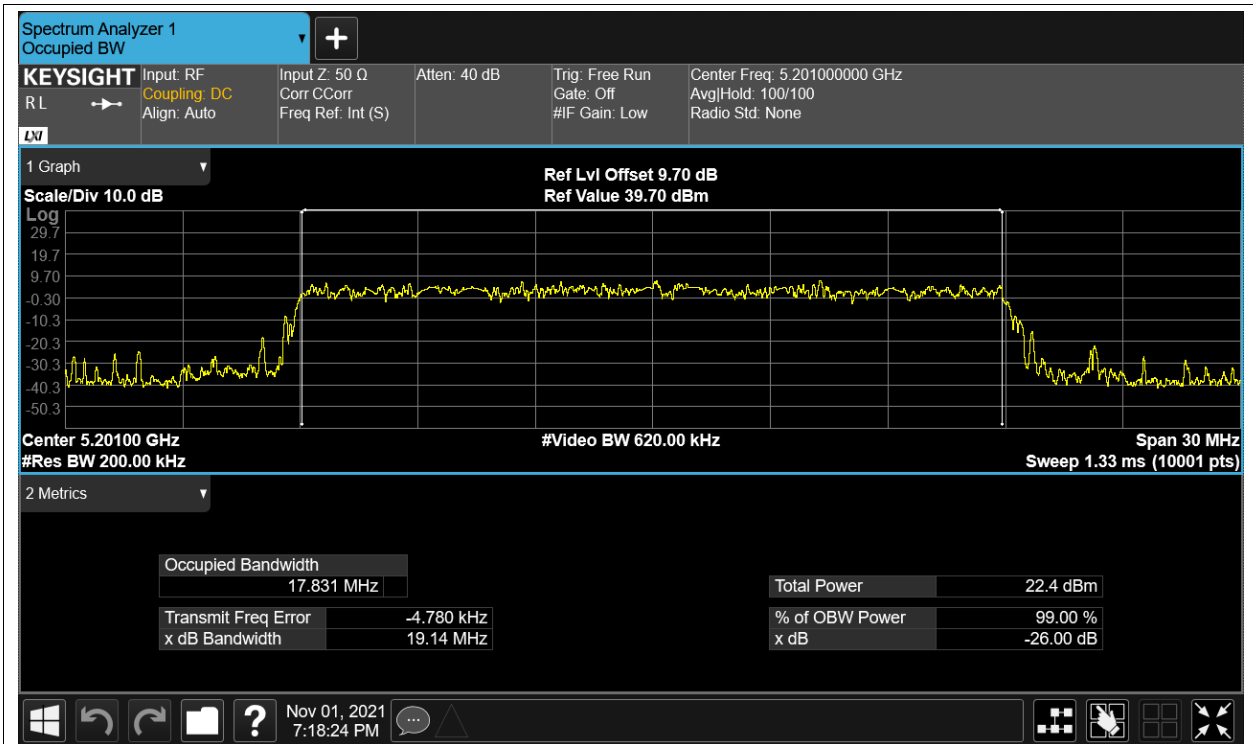 Spectrum Analyzer 1
Occupied BW
KEYSIGHT
R L
LXI
Input: RF
Coupling: DC
Align: Auto
Input Z: 50 Ω
Corr CCorr
Freq Ref: Int (S)
Atten: 40 dB
Trig: Free Run
Gate: Off
#IF Gain: Low
Center Freq: 5.201000000 GHz
Avg|Hold: 100/100
Radio Std: None
1 Graph
Scale/Div 10.0 dB
Ref Lvl Offset 9.70 dB
Ref Value 39.70 dBm
Log
29.7
19.7
9.70
-0.30
-10.3
-20.3
-30.3
-40.3
-50.3
Center 5.20100 GHz
#Res BW 200.00 kHz
#Video BW 620.00 kHz
Span 30 MHz
Sweep 1.33 ms (10001 pts)
2 Metrics
Occupied Bandwidth
17.831 MHz
Transmit Freq Error -4.780 kHz
x dB Bandwidth 19.14 MHz
Total Power 22.4 dBm
% of OBW Power 99.00 %
x dB -26.00 dB
?
Nov 01, 2021
7:18:24 PM